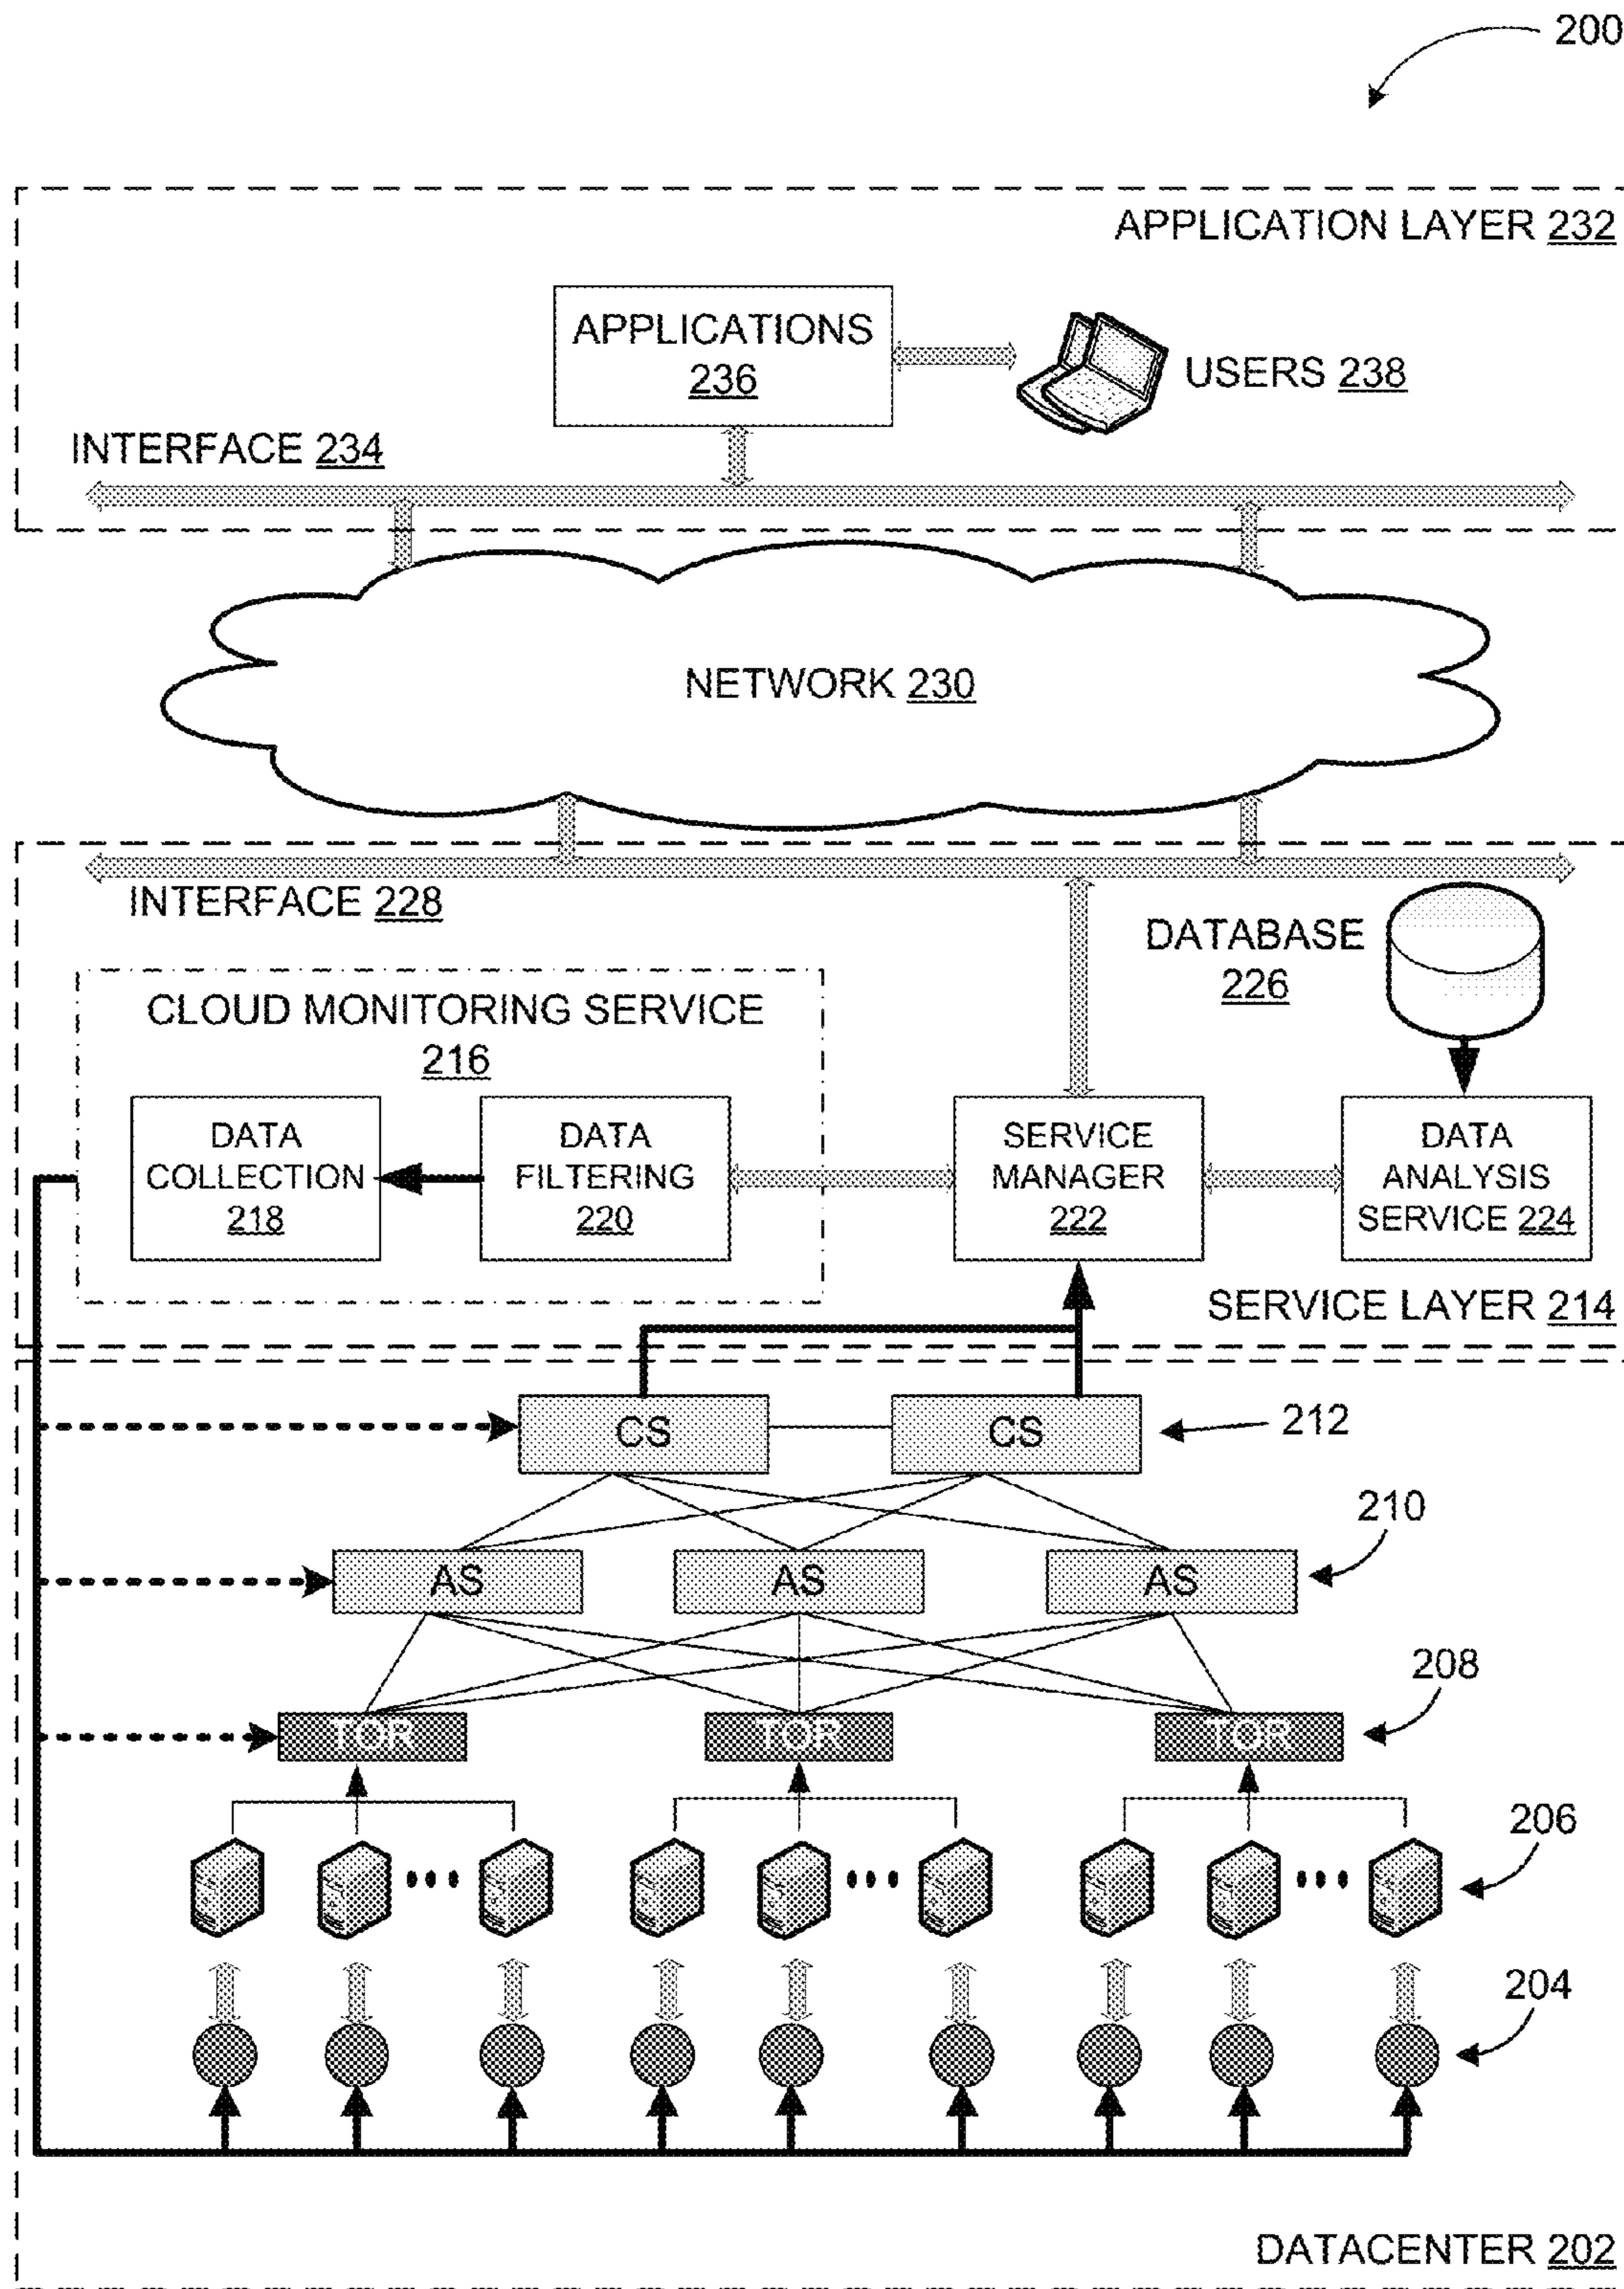 200
APPLICATION LAYER 232
APPLICATIONS
236
USERS 238
INTERFACE 234
NETWORK 230
INTERFACE 228
DATABASE
226
CLOUD MONITORING SERVICE
216
DATA
COLLECTION
218
DATA
FILTERING
220
SERVICE
MANAGER
222
DATA
ANALYSIS
SERVICE 224
SERVICE LAYER 214
CS
CS
212
AS
AS
AS
210
TOR
TOR
TOR
208
206
204
DATACENTER 202